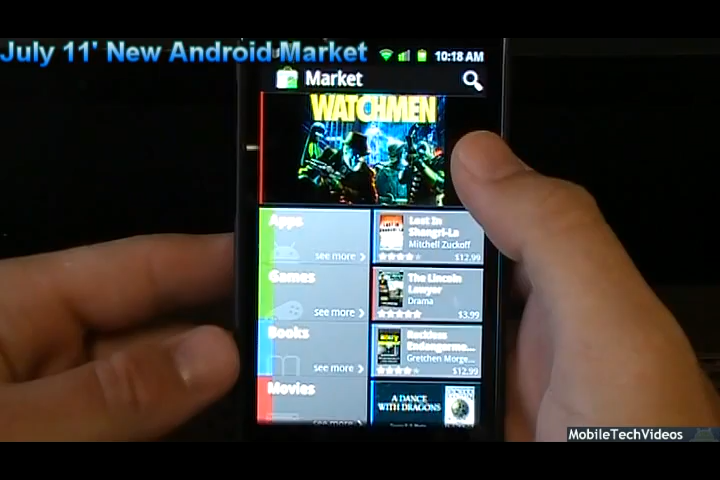 July 11' New Android Market
10:18 AM
Market
WATCHMEN
Apps
see more
Games
see more
Books
see more
Movies
see more
Lost In
Shangri-La
Mitchell Zuckoff
$12.99
The Lincoln
Lawyer
Drama
$3.99
Reckless
Endangerme...
Gretchen Morge...
$12.99
A DANCE
WITH DRAGONS
MobileTechVideos